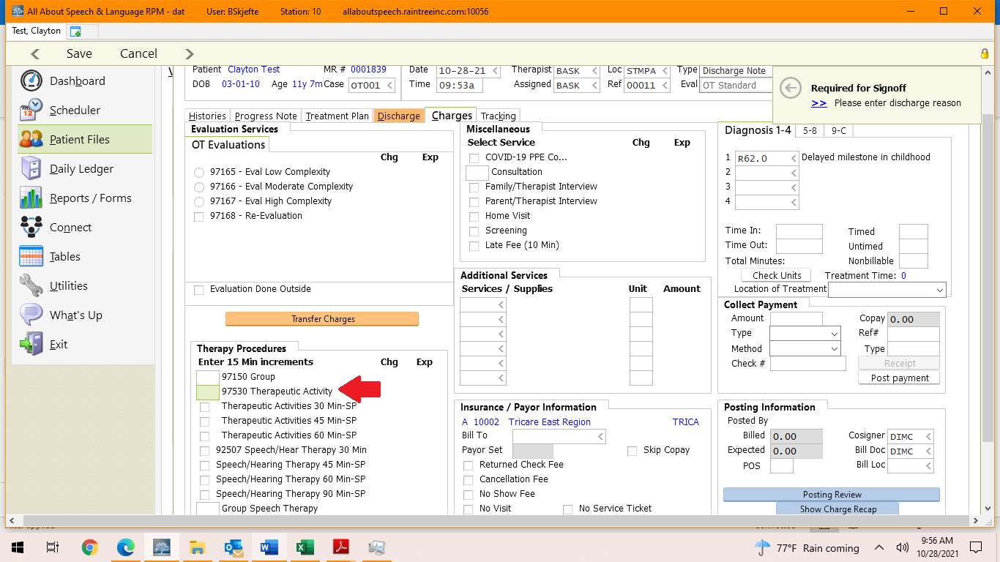 All About Speech & Language RPM - dat User: BSkjefte Station: 10 allaboutspeech.raintreeinc.com:10056
Test, Clayton
Save Cancel
Patient Clayton Test MR # 0001839 Date 10-28-21 Therapist BASK Loc STMPA Type Discharge Note
DOB 03-01-10 Age 11y 7m Case OT001 Time 09:53a Assigned BASK Ref 00011 Eval OT Standard
Required for Signoff
>> Please enter discharge reason
Dashboard
Scheduler
Patient Files
Daily Ledger
Reports / Forms
Connect
Tables
Utilities
What's Up
Exit
Histories Progress Note Treatment Plan Discharge Charges Tracking
Evaluation Services
OT Evaluations
Chg Exp
97165 - Eval Low Complexity
97166 - Eval Moderate Complexity
97167 - Eval High Complexity
97168 - Re-Evaluation
Evaluation Done Outside
Transfer Charges
Therapy Procedures
Enter 15 Min increments Chg Exp
97150 Group
97530 Therapeutic Activity
Therapeutic Activities 30 Min-SP
Therapeutic Activities 45 Min-SP
Therapeutic Activities 60 Min-SP
92507 Speech/Hear Therapy 30 Min
Speech/Hearing Therapy 45 Min-SP
Speech/Hearing Therapy 60 Min-SP
Speech/Hearing Therapy 90 Min-SP
Group Speech Therapy
Miscellaneous
Select Service Chg Exp
COVID-19 PPE Co...
Consultation
Family/Therapist Interview
Parent/Therapist Interview
Home Visit
Screening
Late Fee (10 Min)
Additional Services
Services / Supplies Unit Amount
Insurance / Payor Information
A 10002 Tricare East Region TRICA
Bill To
Payor Set Skip Copay
Returned Check Fee
Cancellation Fee
No Show Fee
No Visit No Service Ticket
Diagnosis 1-4 5-8 9-C
1 R62.0 Delayed milestone in childhood
2
3
4
Time In: Timed
Time Out: Untimed
Total Minutes: Nonbillable
Check Units Treatment Time: 0
Location of Treatment
Collect Payment
Amount Copay 0.00
Type Ref#
Method Type
Check # Receipt
Post payment
Posting Information
Posted By
Billed 0.00 Cosigner DIMC
Expected 0.00 Bill Doc DIMC
POS Bill Loc
Posting Review
Show Charge Recap
77°F Rain coming 9:56 AM
10/28/2021